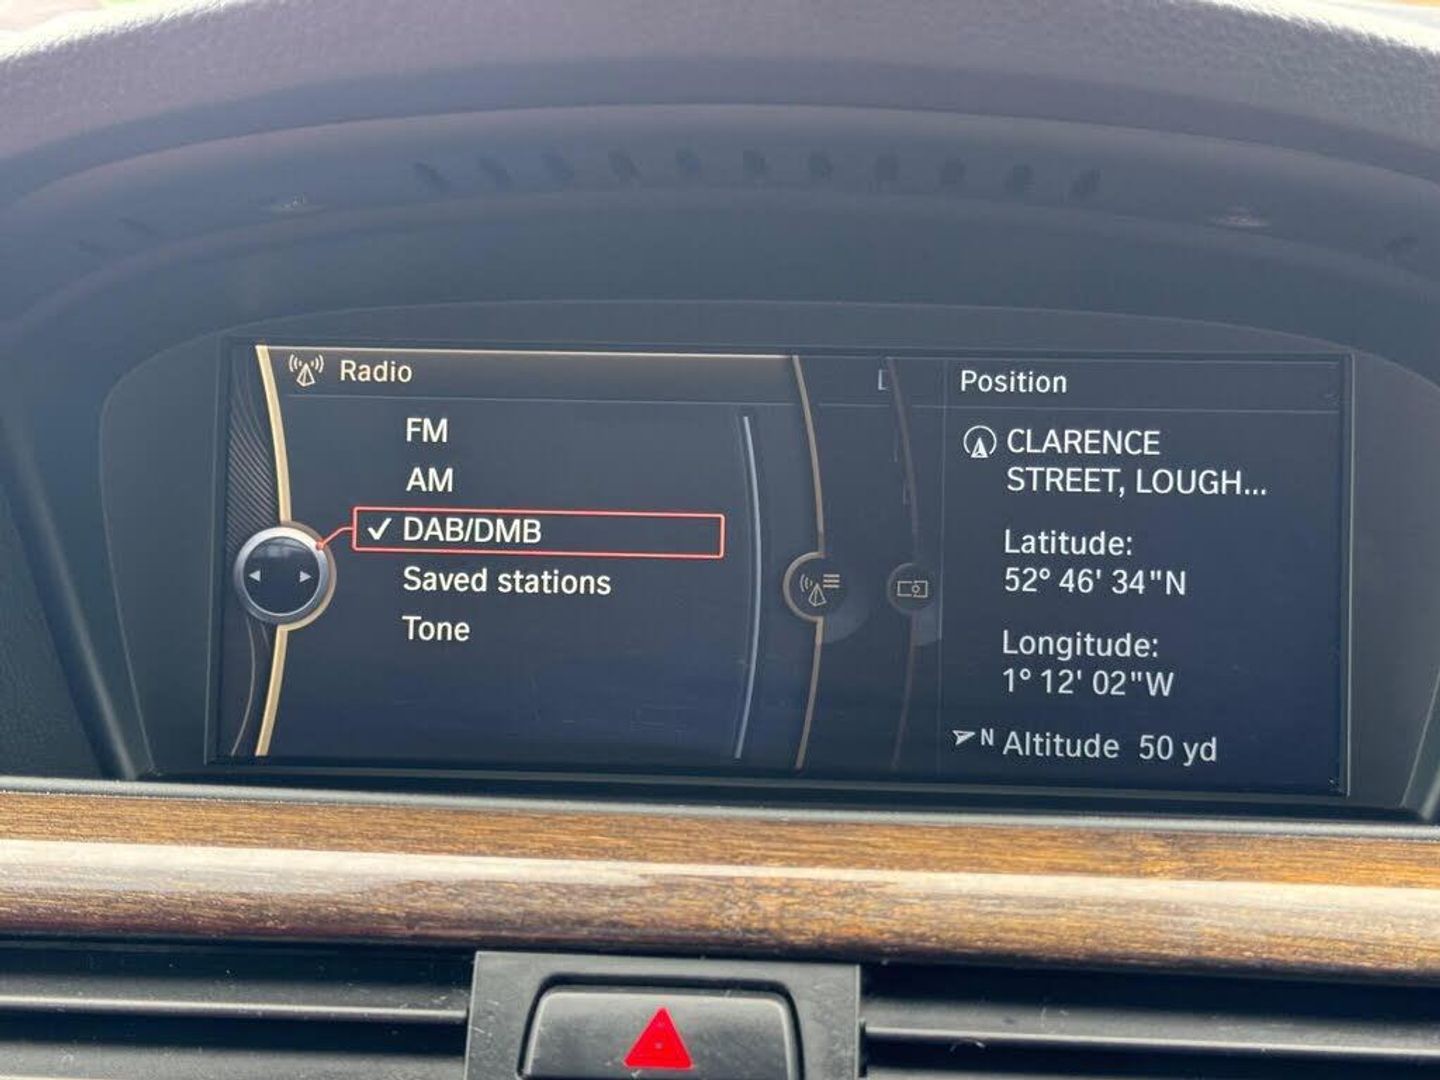 Radio
FM
AM
✓ DAB/DMB
Saved stations
Tone
Position
CLARENCE
STREET, LOUGH...
Latitude:
52° 46' 34"N
Longitude:
1° 12' 02"W
N Altitude 50 yd